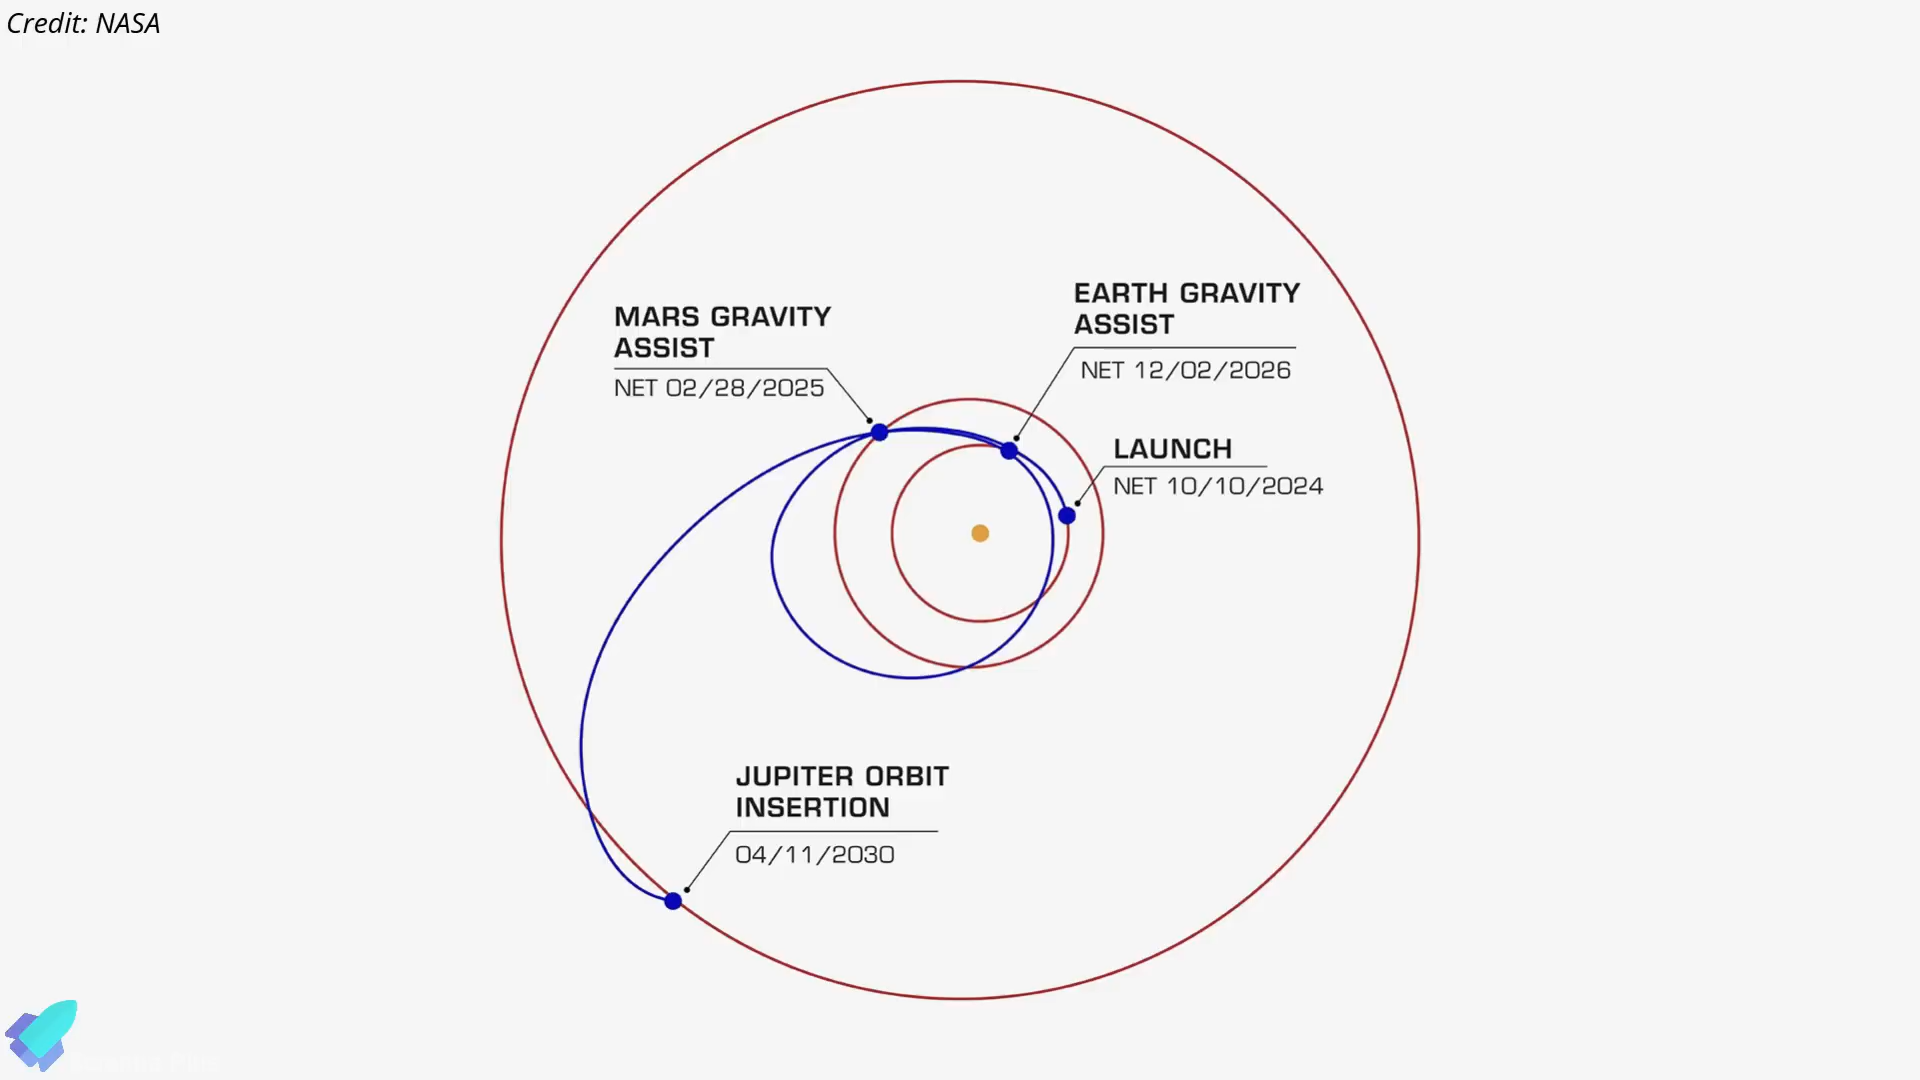 Credit: NASA
EARTH GRAVITY
ASSIST
NET 12/02/2026
MARS GRAVITY
ASSIST
NET 02/28/2025
LAUNCH
NET 10/10/2024
JUPITER ORBIT
INSERTION
04/11/2030